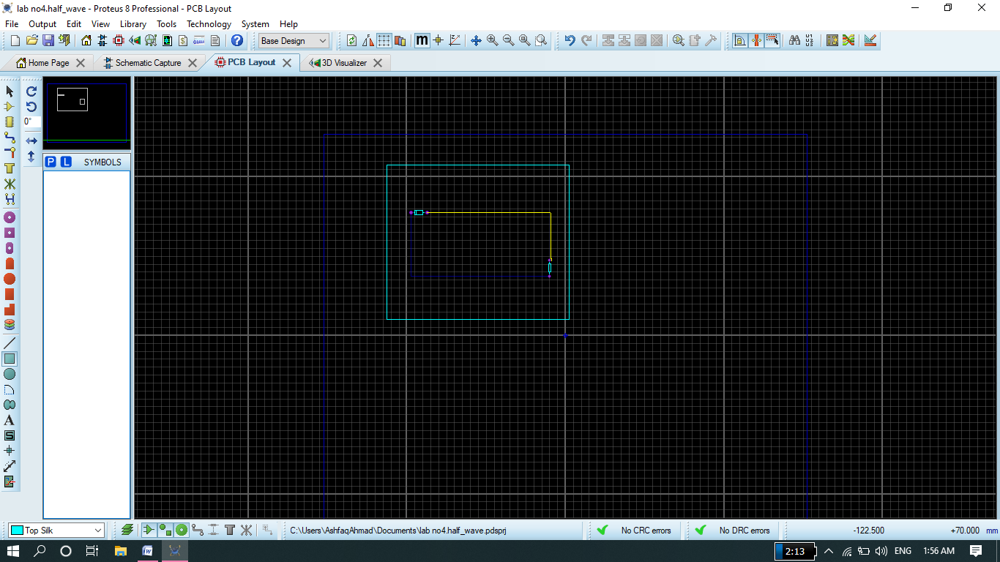 lab no4.half_wave - Proteus 8 Professional - PCB Layout
File Output Edit View Library Tools Technology System Help
Base Design
Home Page
Schematic Capture
PCB Layout
3D Visualizer
0°
P L SYMBOLS
Top Silk
C:\Users\AshfaqAhmad\Documents\lab no4.half_wave.pdsprj
No CRC errors
No DRC errors
-122.500
+70.000 mm
2:13
ENG
1:56 AM